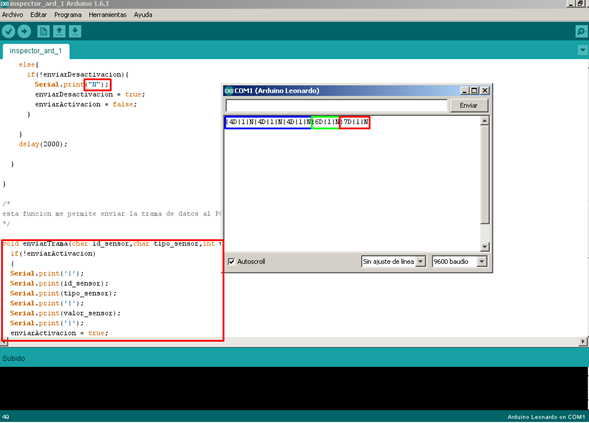 inspector_ard_1 Arduino 1.6.1
Archivo Editar Programa Herramientas Ayuda
inspector_ard_1
else{
if(!enviarDesactivacion){
Serial.print("N");
enviarDesactivacion = true;
enviarActivacion = false;
}
}
delay(2000);
}
}
/*
esta funcion me permite enviar la trama de datos al
*/
void enviarTrama(char id_sensor,char tipo_sensor,int
if(!enviarActivacion)
{
Serial.print('|');
Serial.print(id_sensor);
Serial.print(tipo_sensor);
Serial.print('|');
Serial.print(valor_sensor);
Serial.print('|');
enviarActivacion = true;
COM1 (Arduino Leonardo)
Enviar
|4D|1|N|4D|1|N|4D|1|N|6D|1|N|7D|1|N
Autoscroll
Sin ajuste de línea
9600 baudio
Subido
49
Arduino Leonardo on COM1